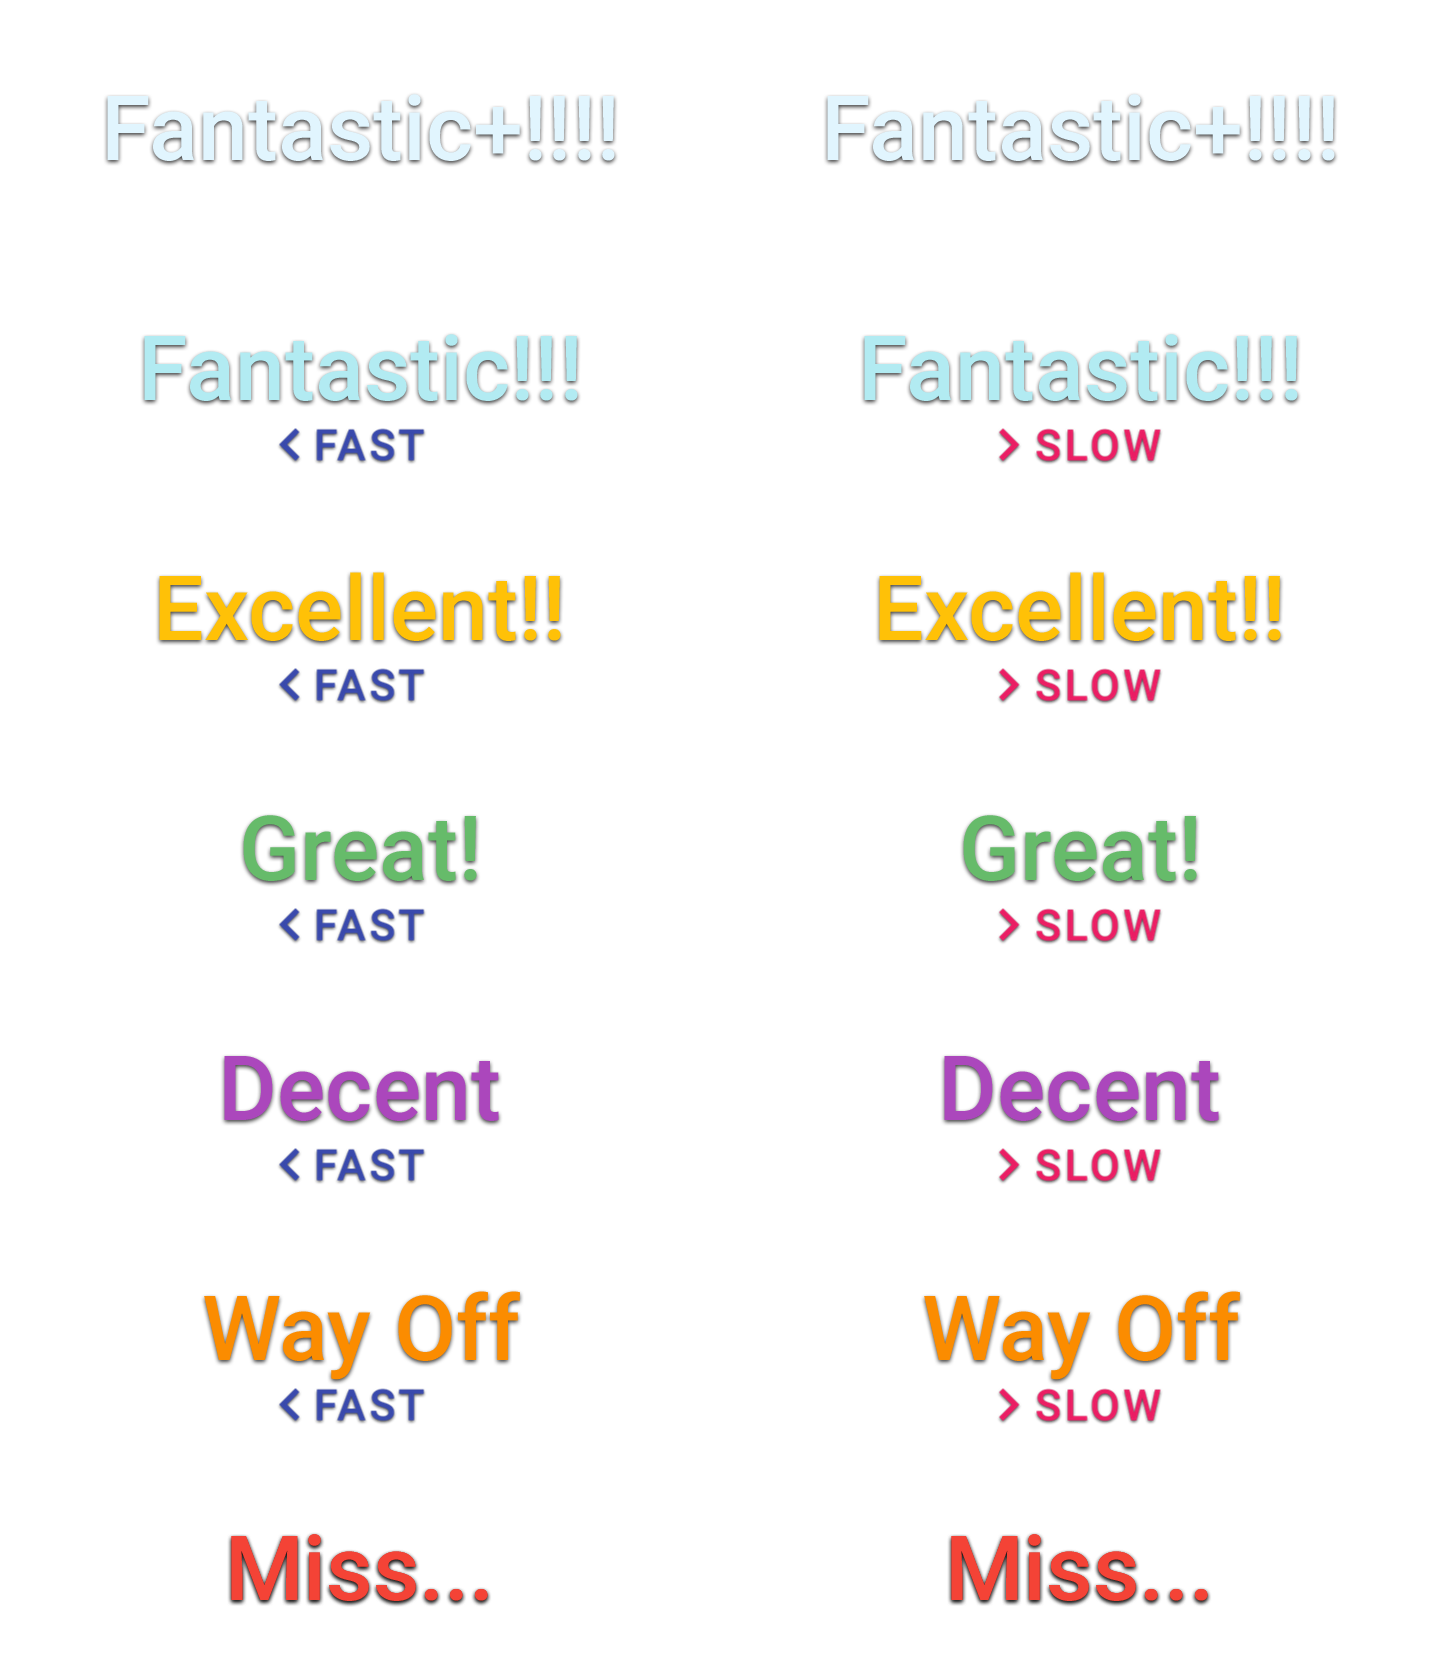 Fantastic+!!!! Fantastic+!!!!
Fantastic!!! Fantastic!!!
< FAST > SLOW
Excellent!! Excellent!!
< FAST > SLOW
Great! Great!
< FAST > SLOW
Decent Decent
< FAST > SLOW
Way Off Way Off
< FAST > SLOW
Miss... Miss...